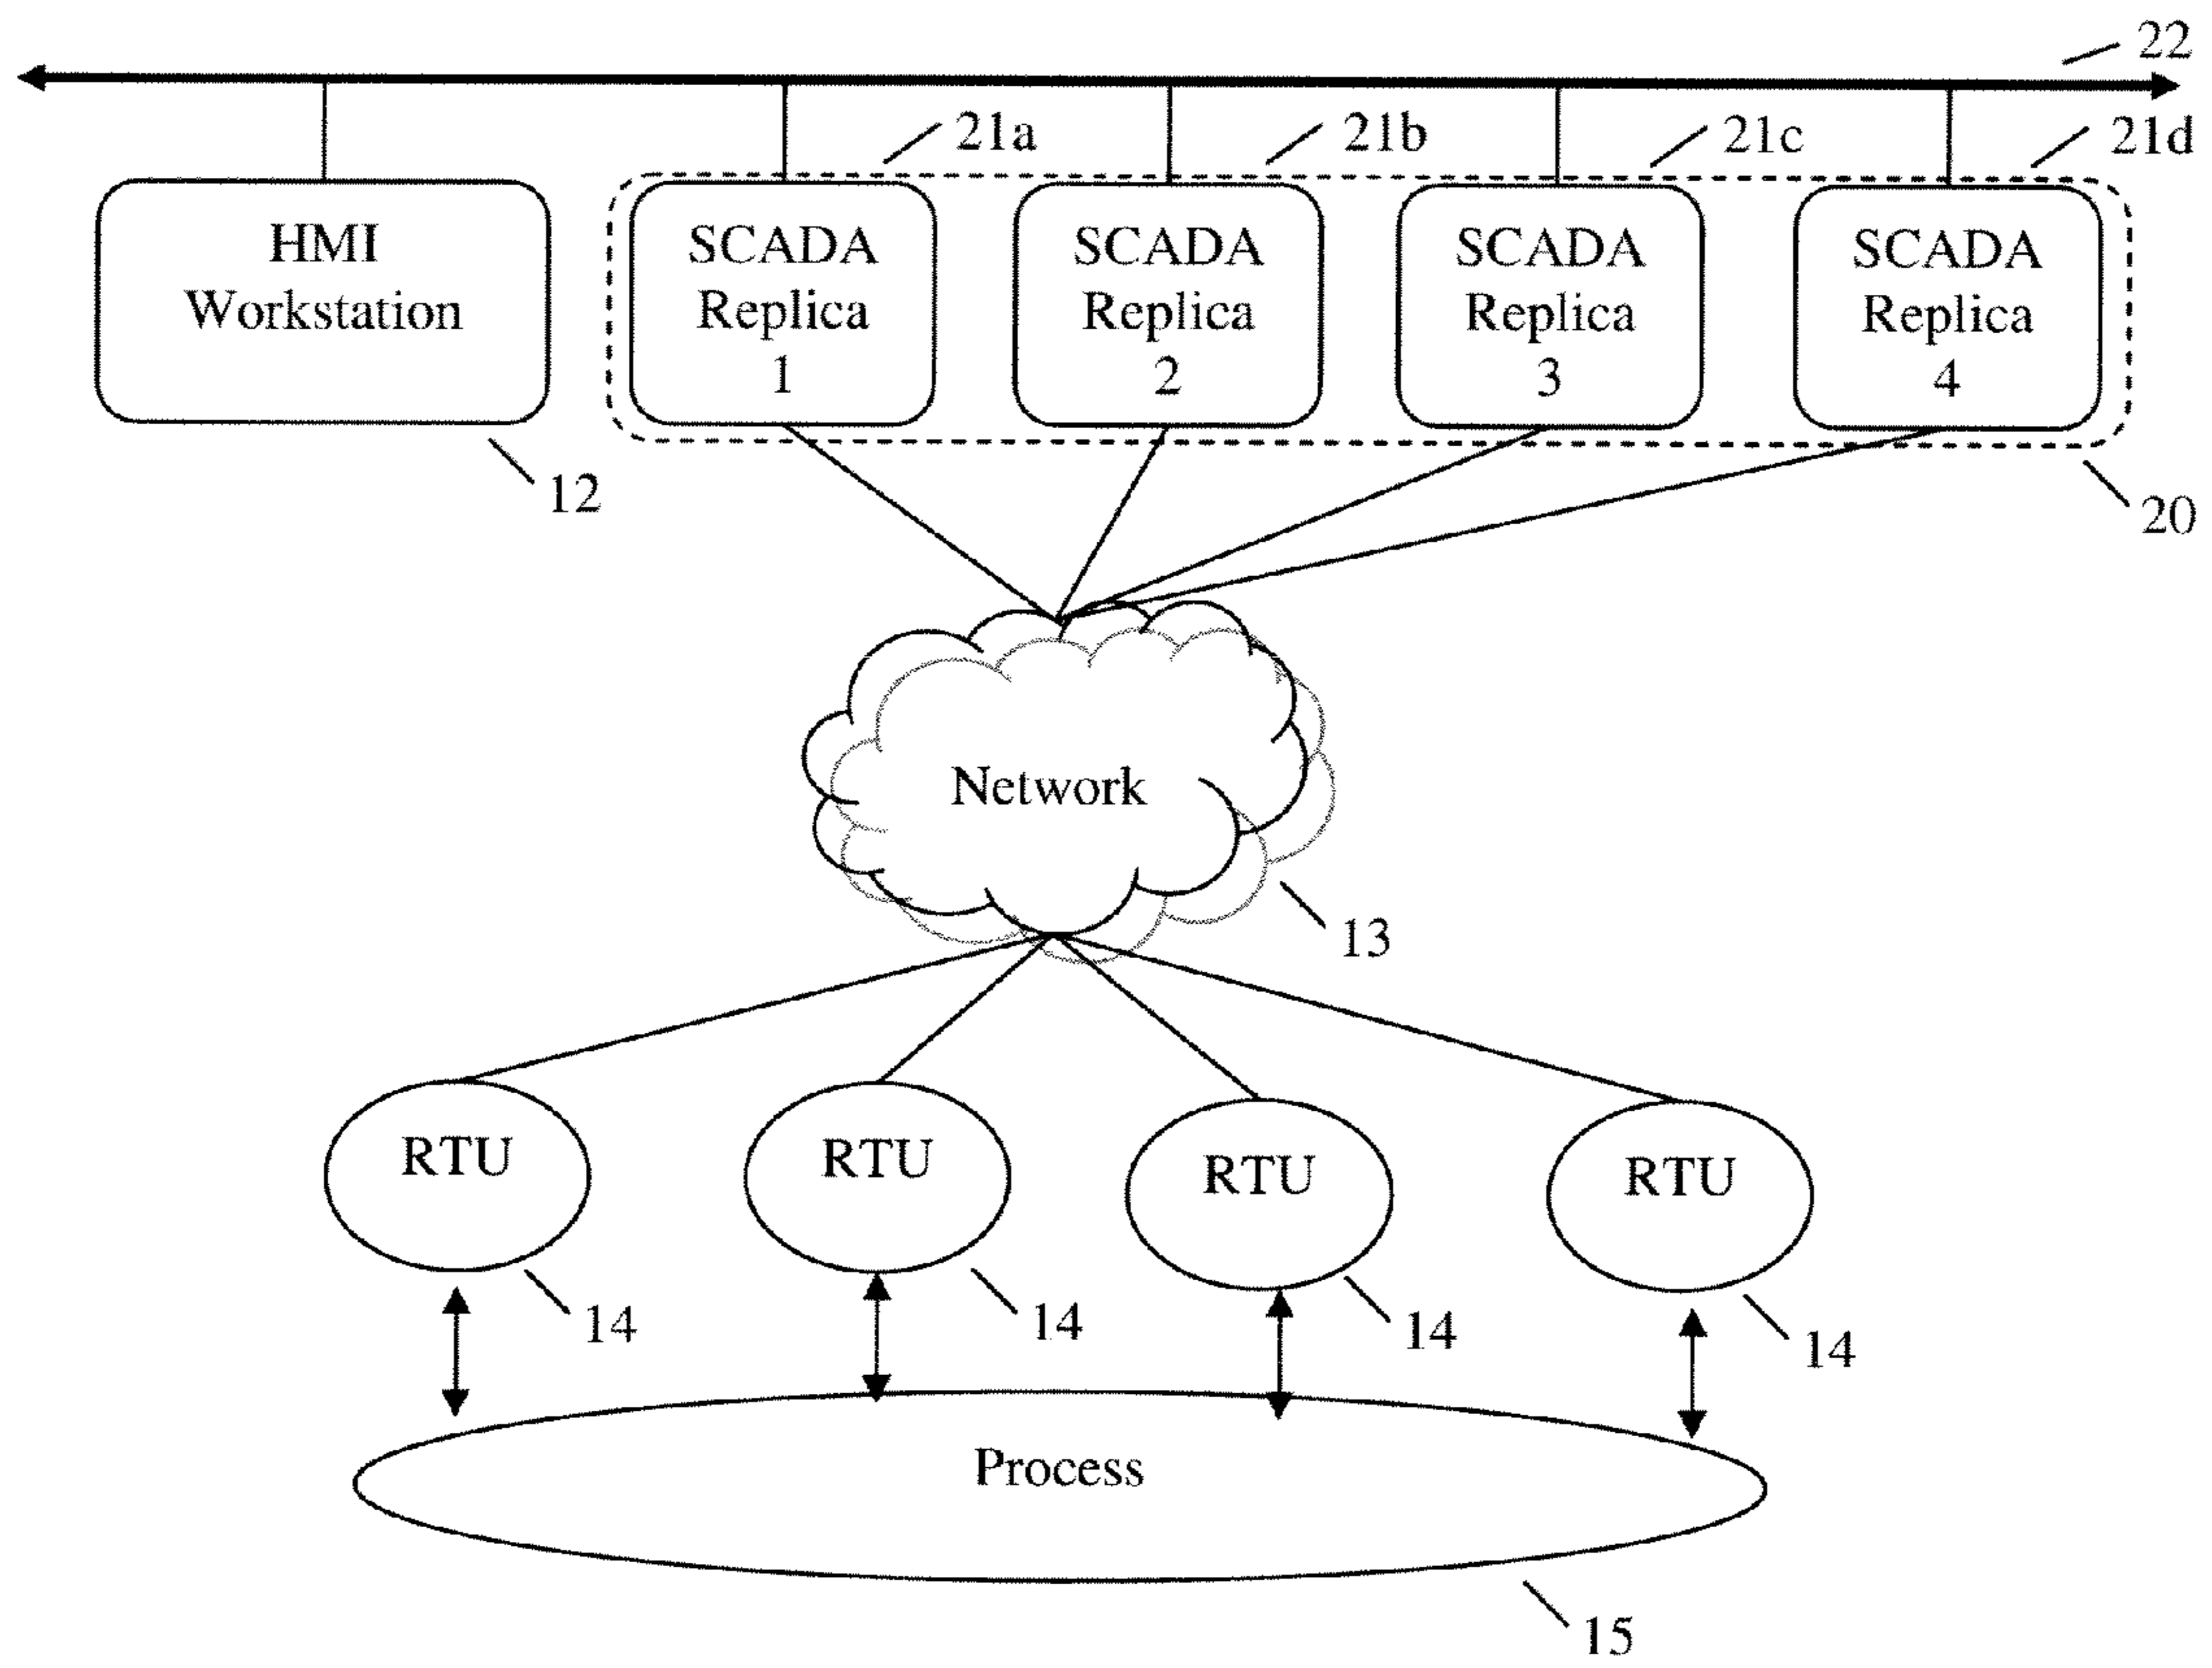 22
21a
21b
21c
21d
HMI
Workstation
SCADA
Replica
1
SCADA
Replica
2
SCADA
Replica
3
SCADA
Replica
4
12
20
Network
13
RTU
RTU
RTU
RTU
14
14
14
14
Process
15